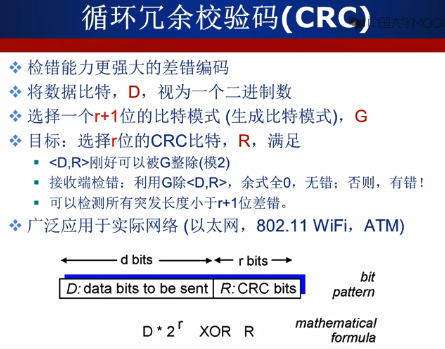 循环冗余校验码(CRC)
检错能力更强大的差错编码
将数据比特，D，视为一个二进制数
选择一个r+1位的比特模式 (生成比特模式)，G
目标：选择r位的CRC比特，R，满足
<D,R>刚好可以被G整除(模2)
接收端检错：利用G除<D,R>，余式全0，无错；否则，有错！
可以检测所有突发长度小于r+1位差错。
广泛应用于实际网络 (以太网，802.11 WiFi，ATM)
d bits r bits
D: data bits to be sent R: CRC bits
bit
pattern
D * 2^r XOR R
mathematical
formula